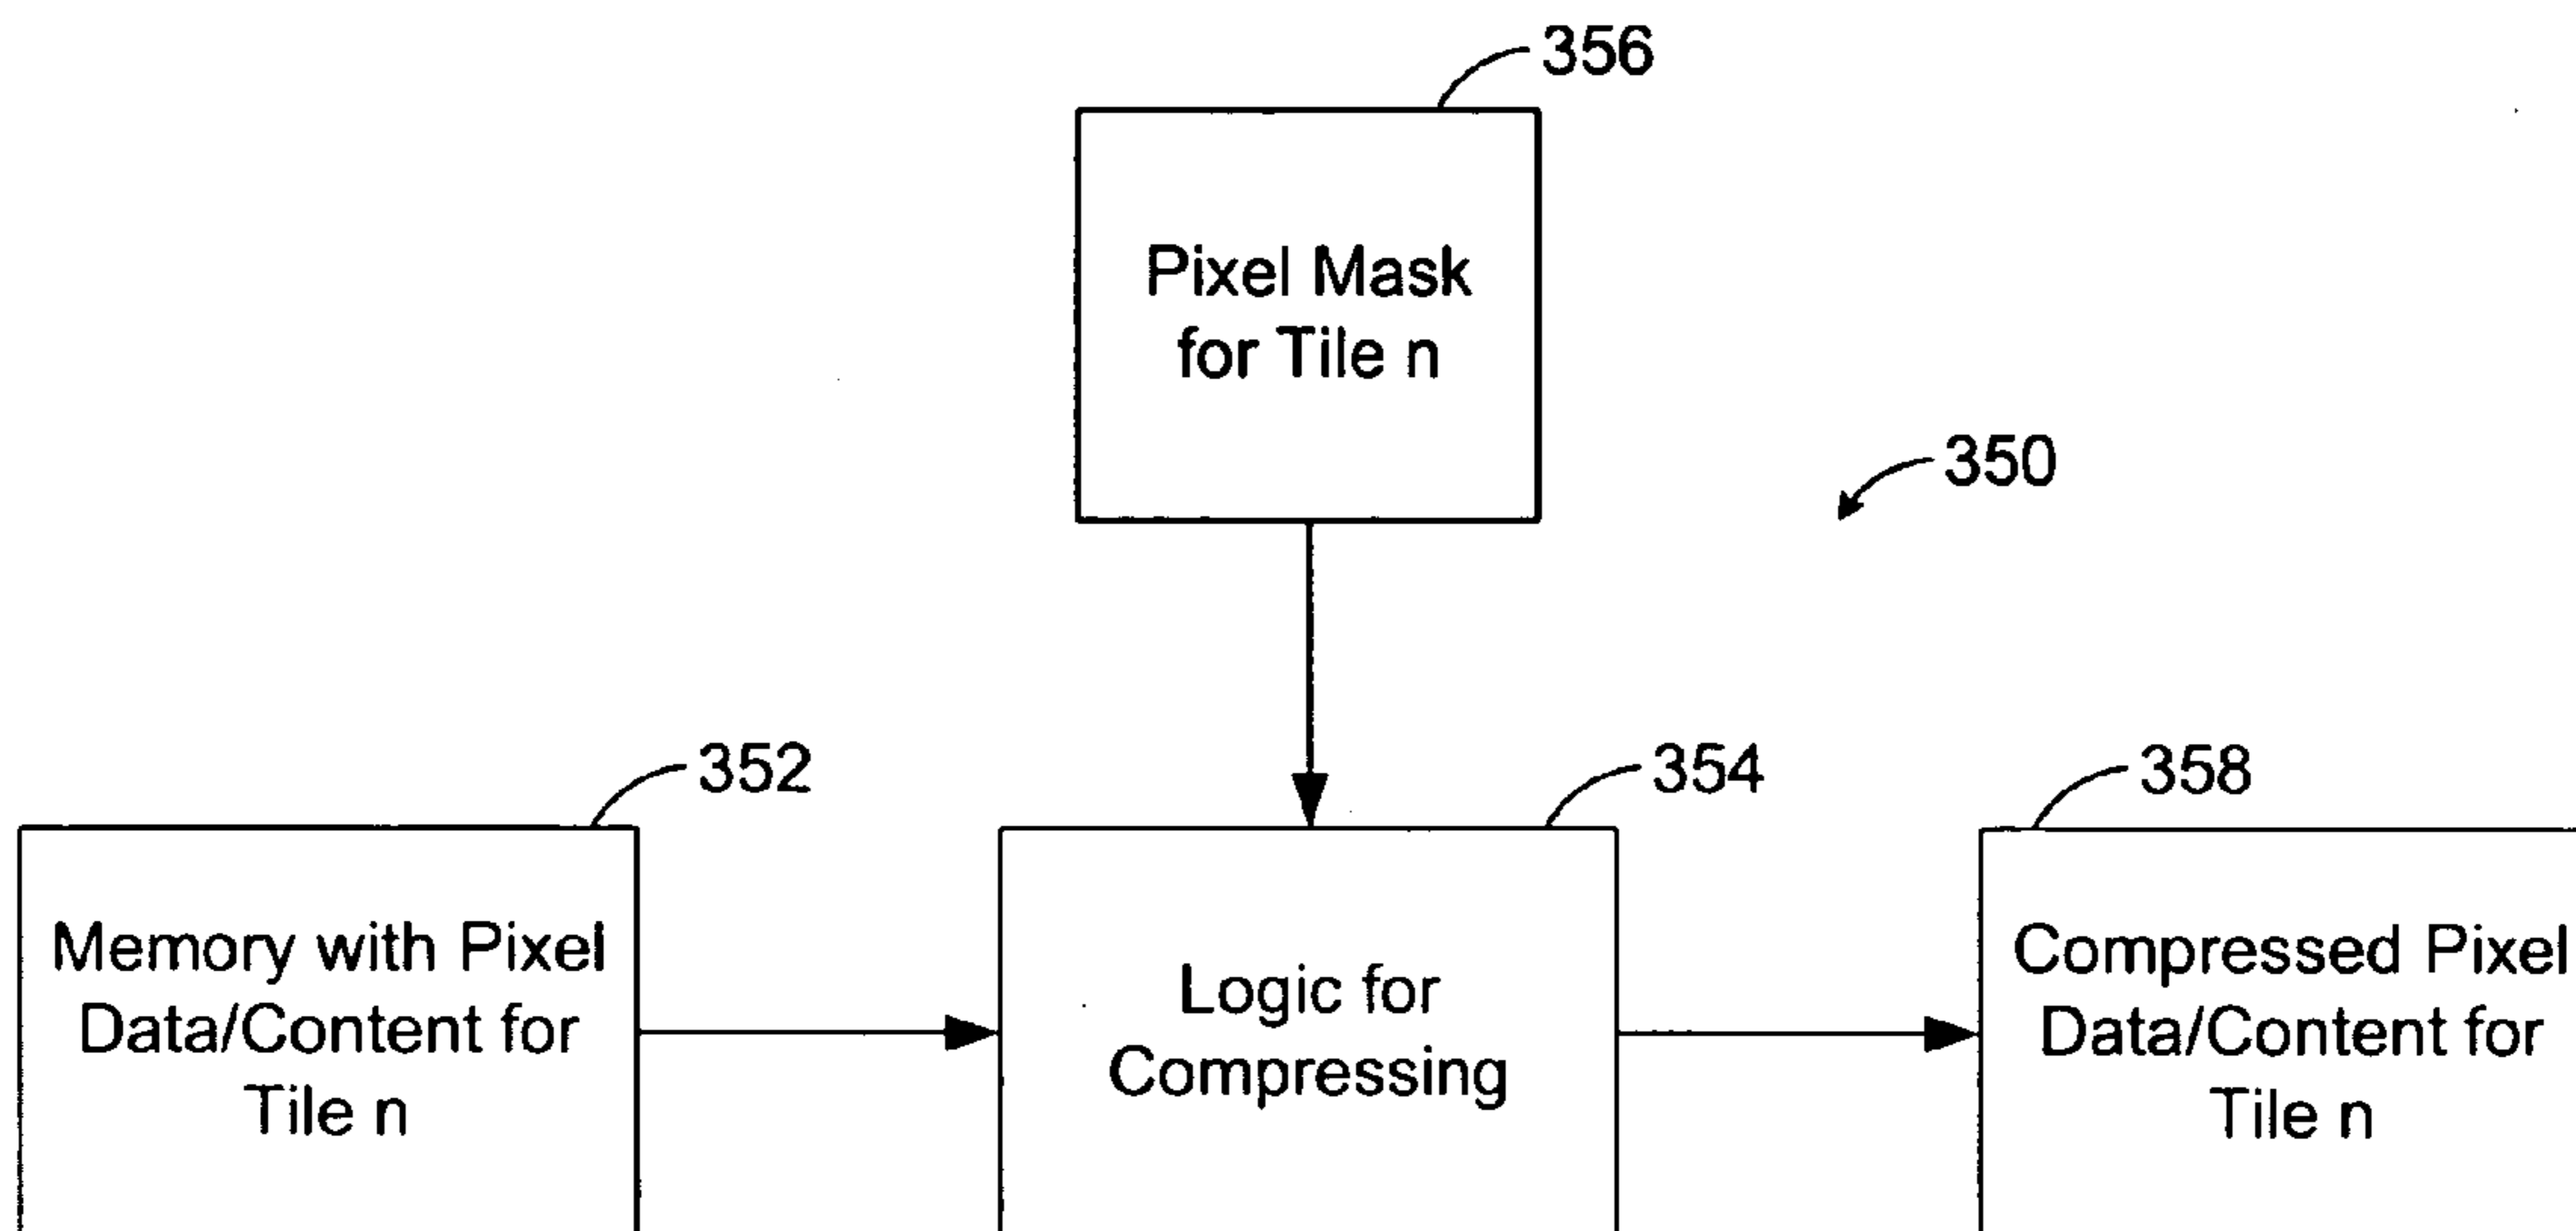 356
Pixel Mask
for Tile n
350
352
354
358
Memory with Pixel
Data/Content for
Tile n
Logic for
Compressing
Compressed Pixel
Data/Content for
Tile n